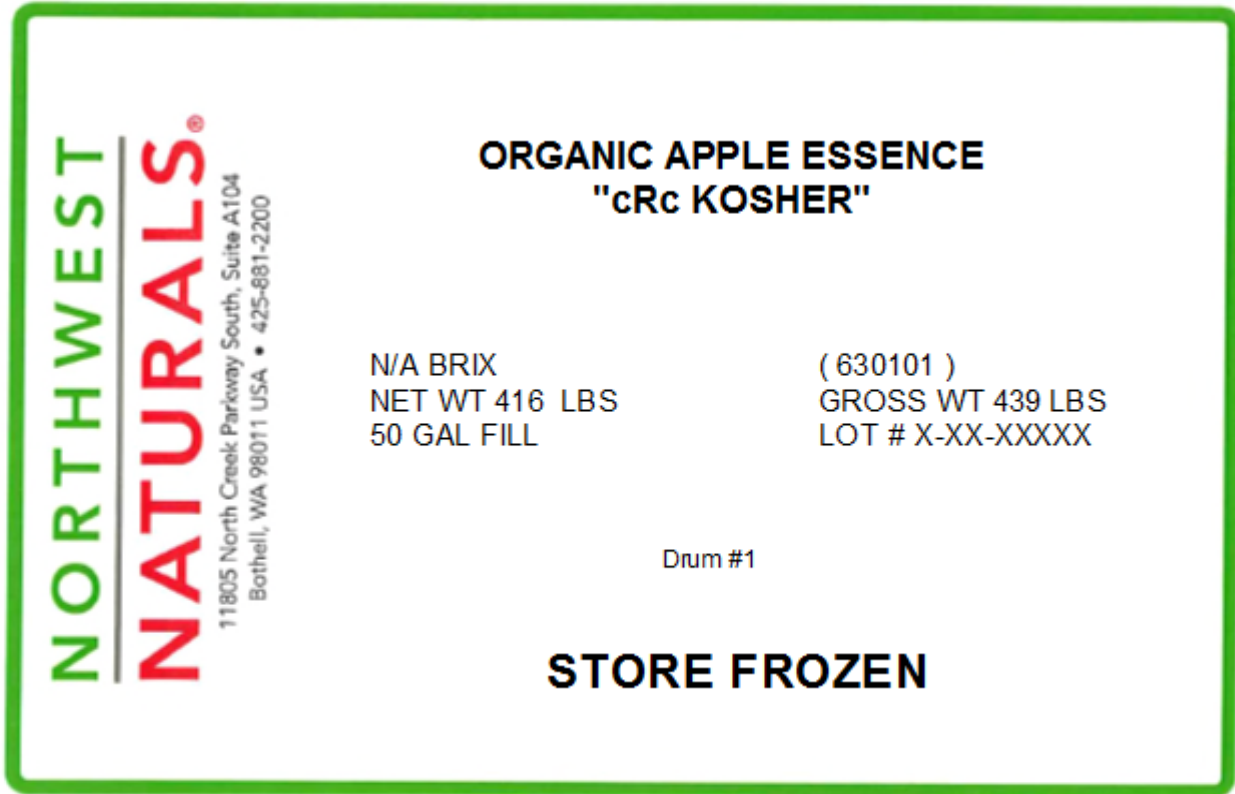 NORTHWEST
NATURALS®
11805 North Creek Parkway South, Suite A104
Bothell, WA 98011 USA • 425-881-2200
ORGANIC APPLE ESSENCE
"cRc KOSHER"
N/A BRIX
NET WT 416 LBS
50 GAL FILL
( 630101 )
GROSS WT 439 LBS
LOT # X-XX-XXXXX
Drum #1
STORE FROZEN